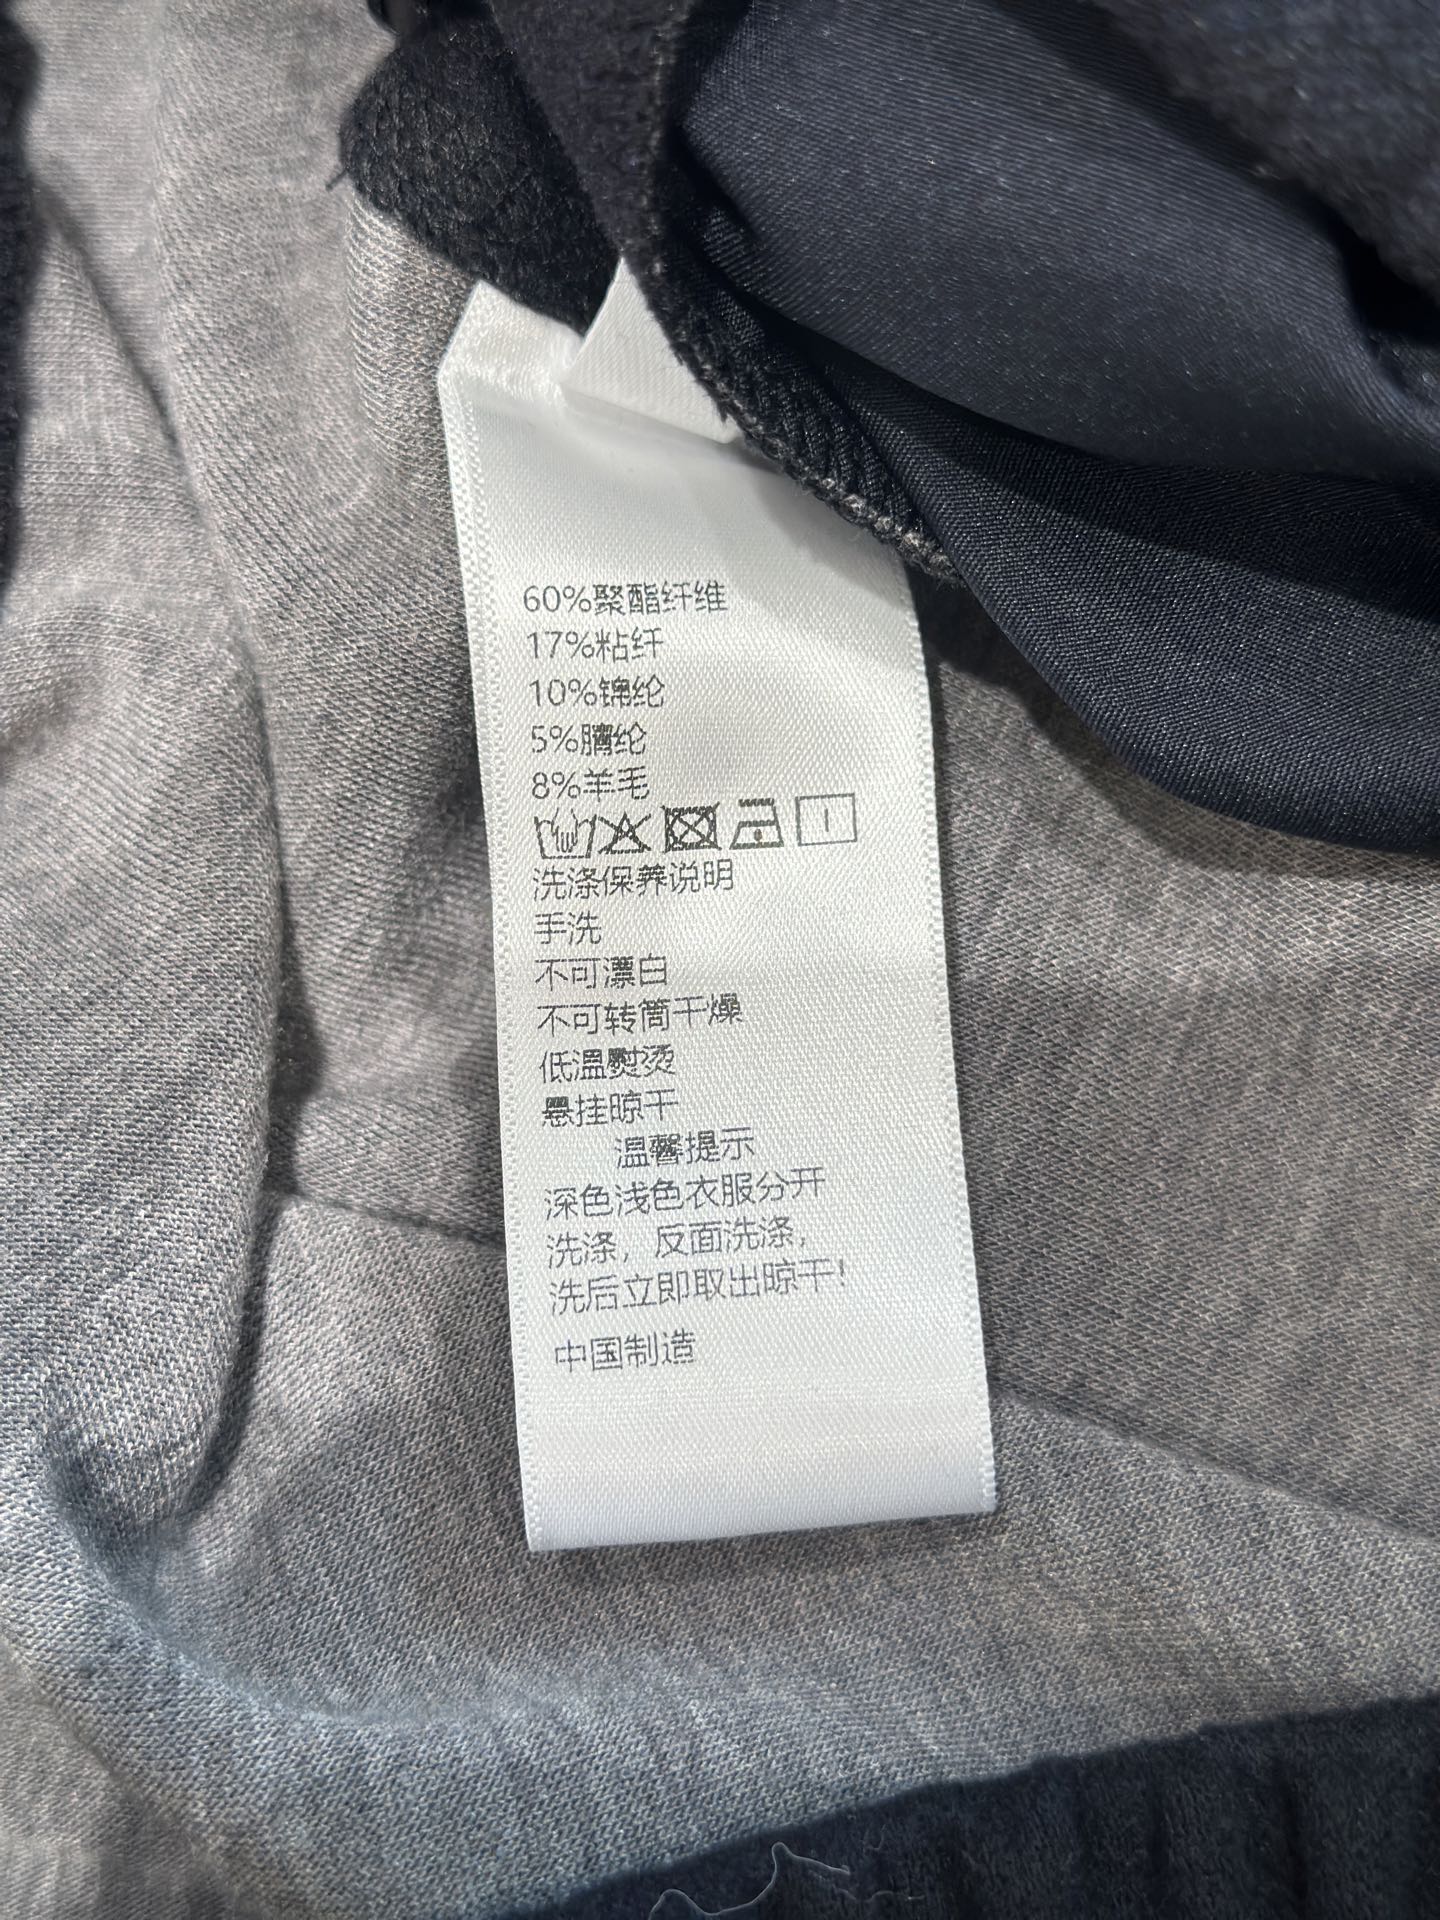 60%聚酯纤维
17%粘纤
10%锦纶
5%腈纶
8%羊毛
洗涤保养说明
手洗
不可漂白
不可转筒干燥
低温熨烫
悬挂晾干
温馨提示
深色浅色衣服分开
洗涤，反面洗涤，
洗后立即取出晾干！
中国制造